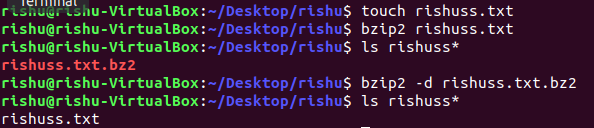 Terminal
rishu@rishu-VirtualBox:~/Desktop/rishu$ touch rishuss.txt
rishu@rishu-VirtualBox:~/Desktop/rishu$ bzip2 rishuss.txt
rishu@rishu-VirtualBox:~/Desktop/rishu$ ls rishuss*
rishuss.txt.bz2
rishu@rishu-VirtualBox:~/Desktop/rishu$ bzip2 -d rishuss.txt.bz2
rishu@rishu-VirtualBox:~/Desktop/rishu$ ls rishuss*
rishuss.txt